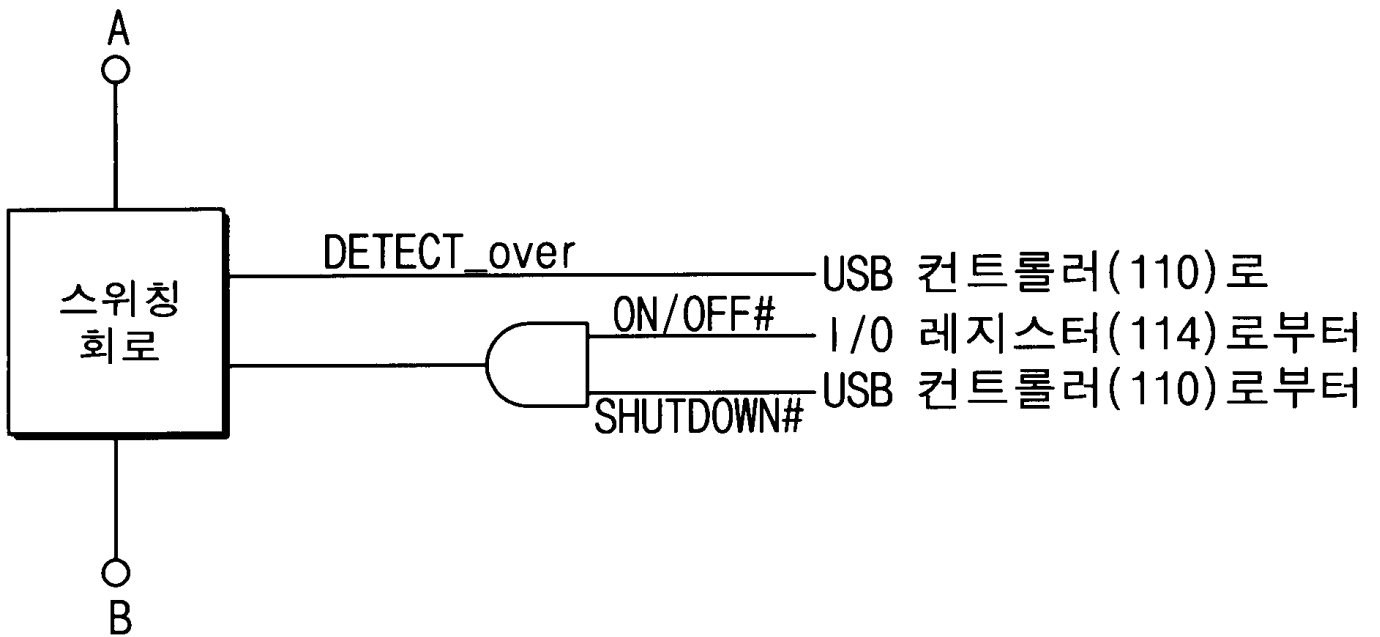 A
DETECT_over
USB 컨트롤러(110)로
스위칭
회로
ON/OFF#
I/O 레지스터(114)로부터
USB 컨트롤러(110)로부터
SHUTDOWN#
B